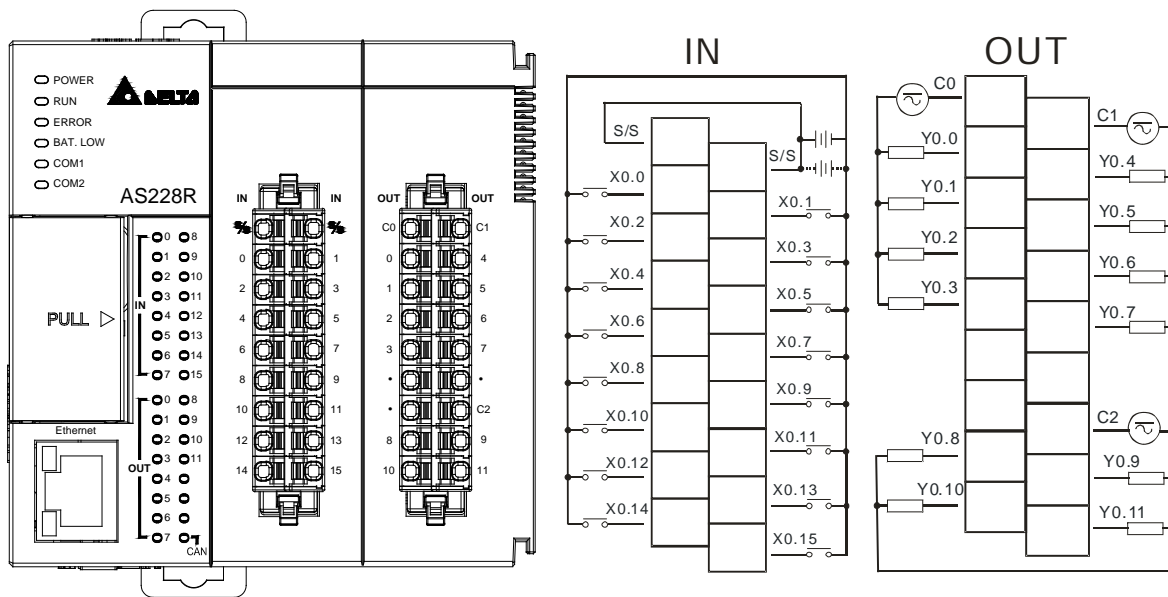 POWER
RUN
ERROR
BAT. LOW
COM1
COM2
DELTA
AS228R
PULL
Ethernet
IN
0 8
1 9
2 10
3 11
4 12
5 13
6 14
7 15
OUT
0 8
1 9
2 10
3 11
4
5
6
7
CAN
IN IN
S/S S/S
0 1
2 3
4 5
6 7
8 9
10 11
12 13
14 15
OUT OUT
C0 C1
0 4
1 5
2 6
3 7
• •
• C2
8 9
10 11
IN
S/S
S/S
X0.0
X0.1
X0.2
X0.3
X0.4
X0.5
X0.6
X0.7
X0.8
X0.9
X0.10
X0.11
X0.12
X0.13
X0.14
X0.15
OUT
C0
C1
Y0.0
Y0.4
Y0.1
Y0.5
Y0.2
Y0.6
Y0.3
Y0.7
C2
Y0.8
Y0.9
Y0.10
Y0.11